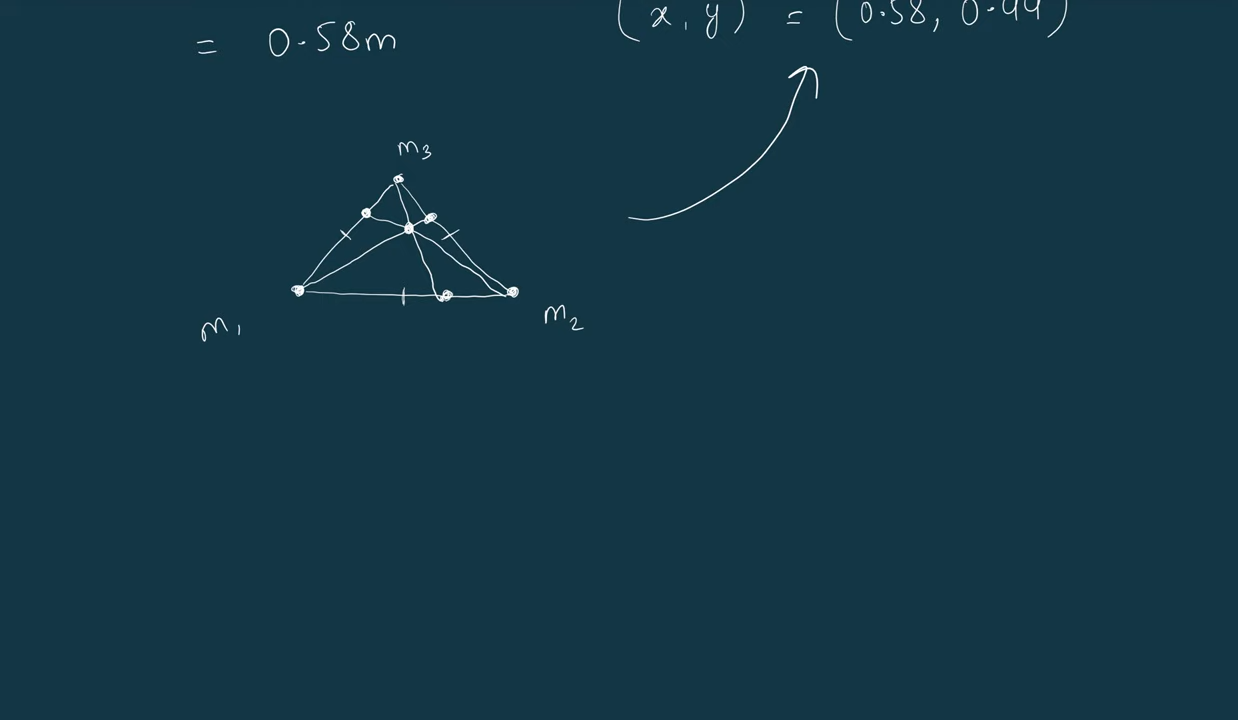 (x, y) = (0.58, 0.44)
= 0.58m
m3
m1
m2